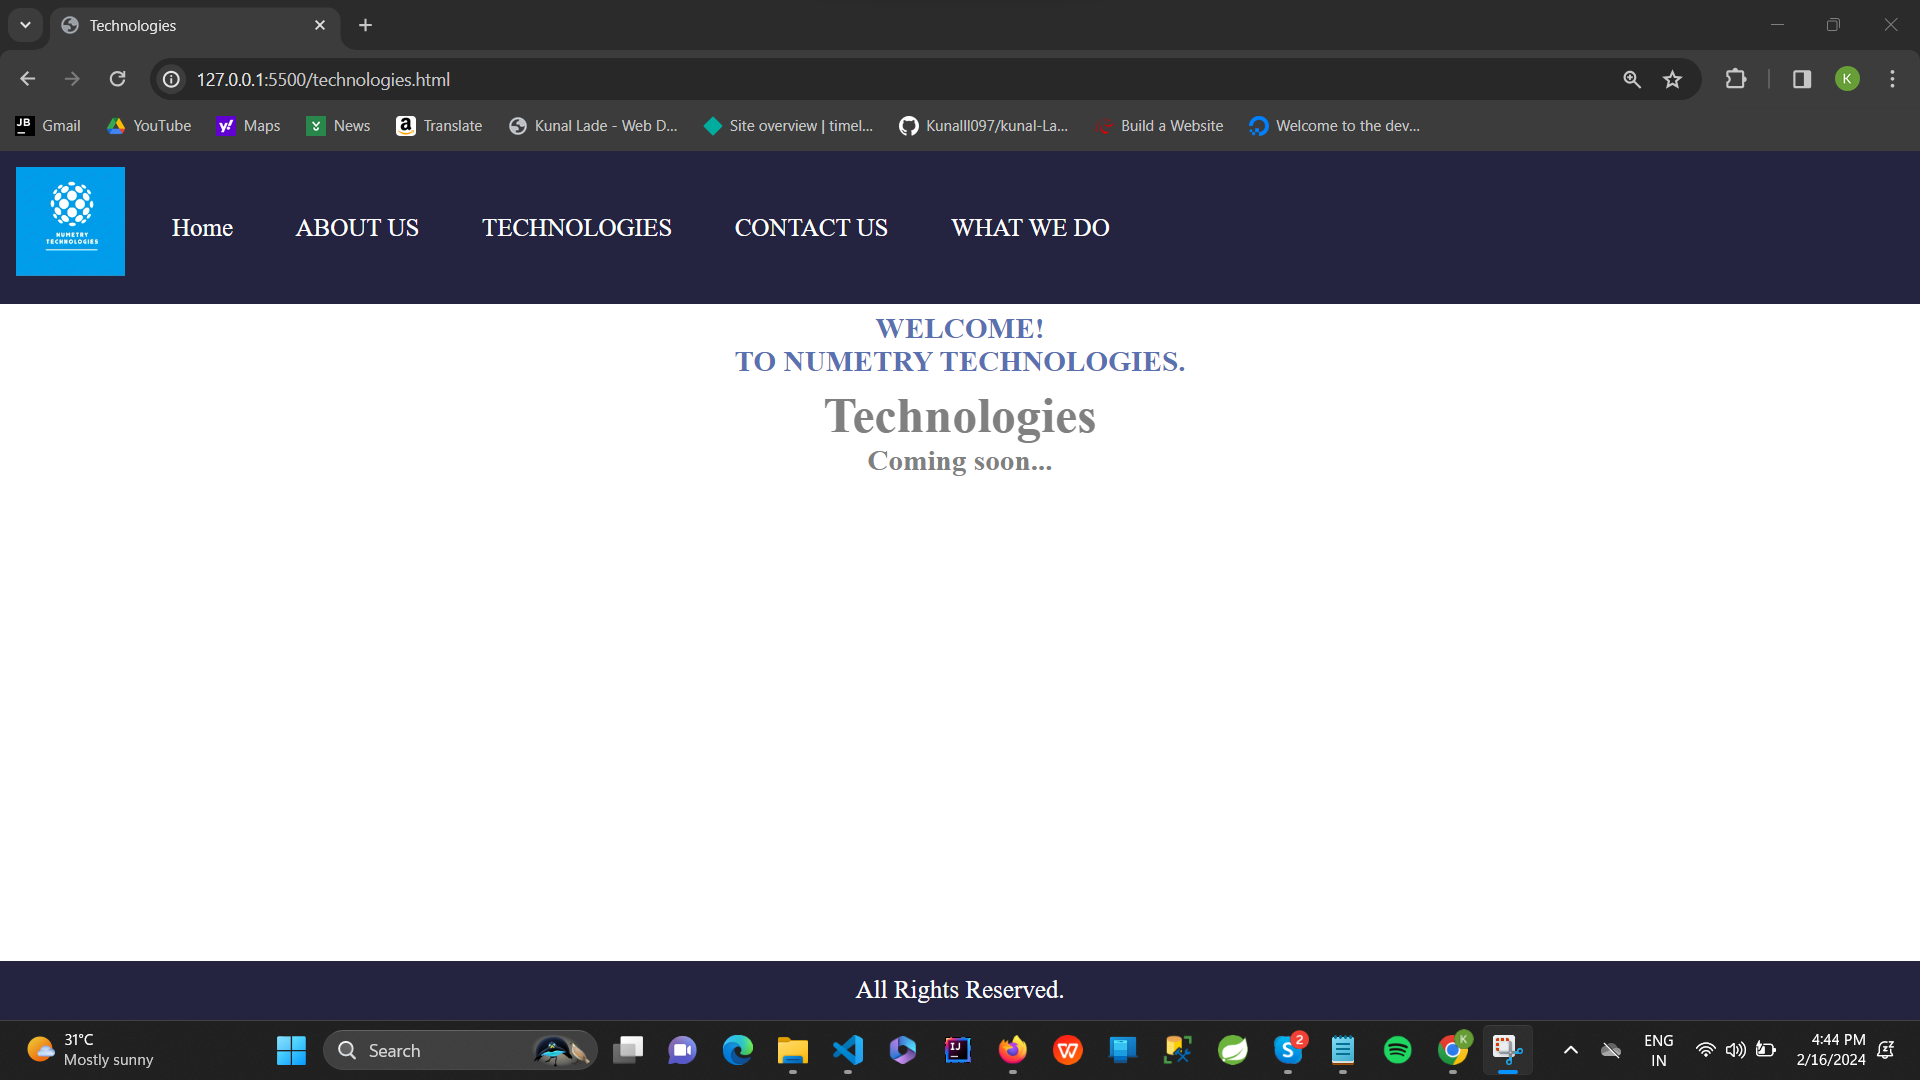 Technologies
127.0.0.1:5500/technologies.html
K
JB Gmail
YouTube
y! Maps
News
a Translate
Kunal Lade - Web D...
Site overview | timel...
Kunalll097/kunal-La...
Build a Website
Welcome to the dev...
NUMETRY
TECHNOLOGIES
Home
ABOUT US
TECHNOLOGIES
CONTACT US
WHAT WE DO
WELCOME!
TO NUMETRY TECHNOLOGIES.
Technologies
Coming soon...
All Rights Reserved.
31°C
Mostly sunny
Search
IJ
W
S
2
K
ENG
IN
4:44 PM
2/16/2024